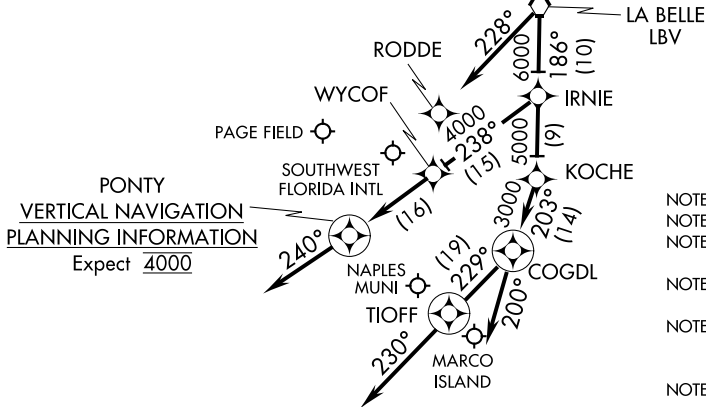 LA BELLE
LBV
228°
6000
186°
(10)
RODDE
WYCOF
IRNIE
4000
PAGE FIELD
238°
(15)
5000
(9)
SOUTHWEST
FLORIDA INTL
KOCHE
PONTY
VERTICAL NAVIGATION
PLANNING INFORMATION
Expect 4000
(16)
3000
203°
(14)
NOTE
NOTE
NOTE
240°
(19)
229°
NAPLES
MUNI
COGDL
NOTE
TIOFF
200°
NOTE
230°
MARCO
ISLAND
NOTE